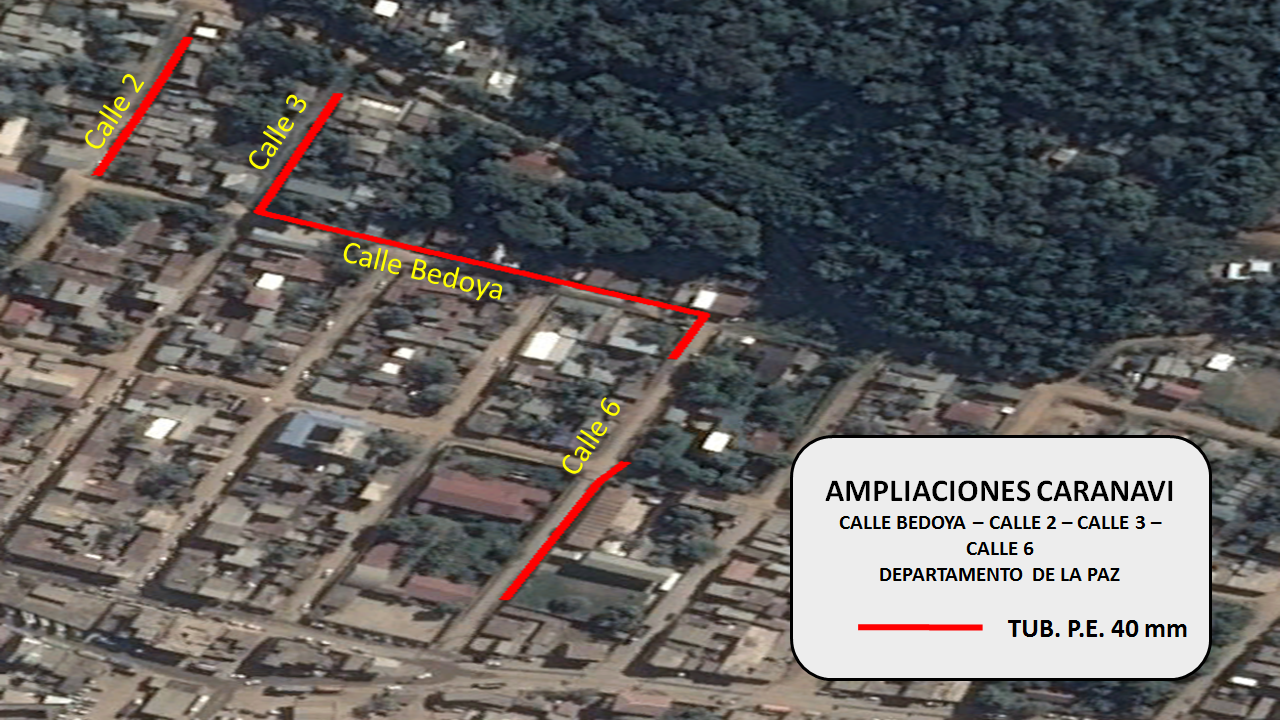 Calle 2
Calle 3
Calle Bedoya
Calle 6
AMPLIACIONES CARANAVI
CALLE BEDOYA – CALLE 2 – CALLE 3 –
CALLE 6
DEPARTAMENTO DE LA PAZ
TUB. P.E. 40 mm